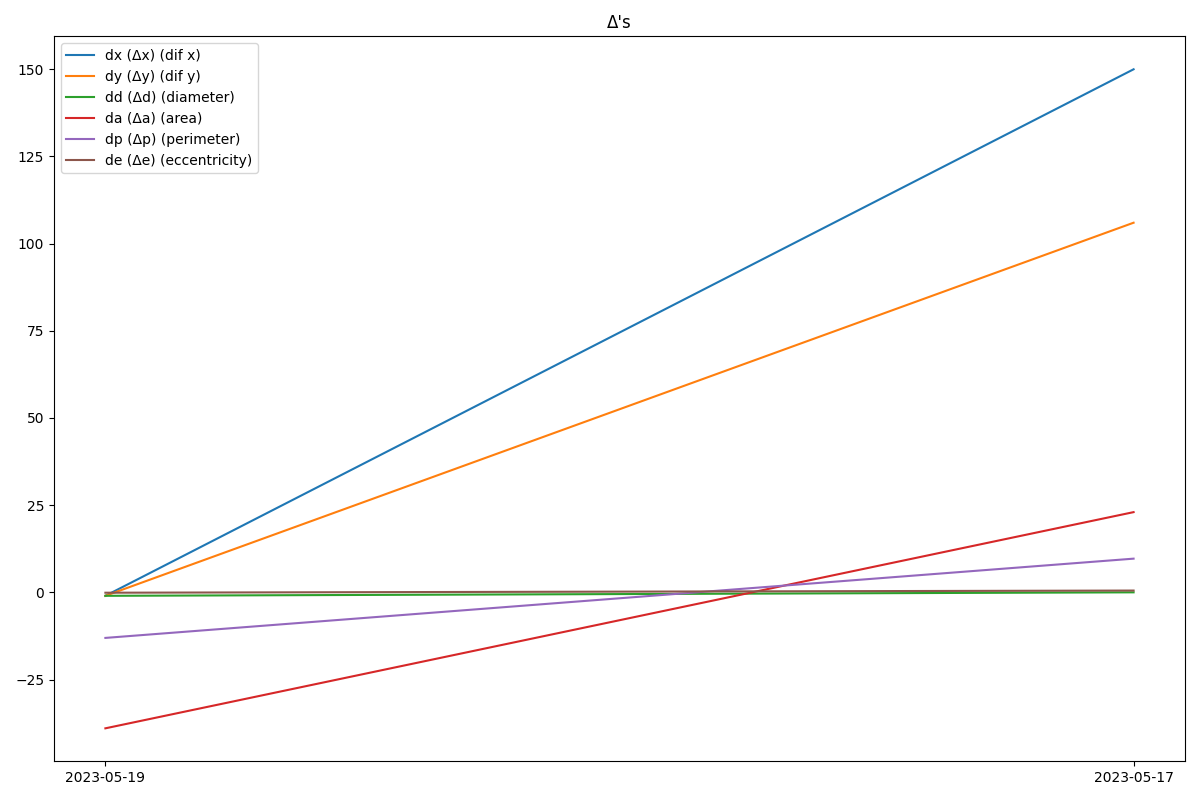 Δ's
dx (Δx) (dif x)
dy (Δy) (dif y)
dd (Δd) (diameter)
da (Δa) (area)
dp (Δp) (perimeter)
de (Δe) (eccentricity)
150
125
100
75
50
25
0
−25
2023-05-19
2023-05-17